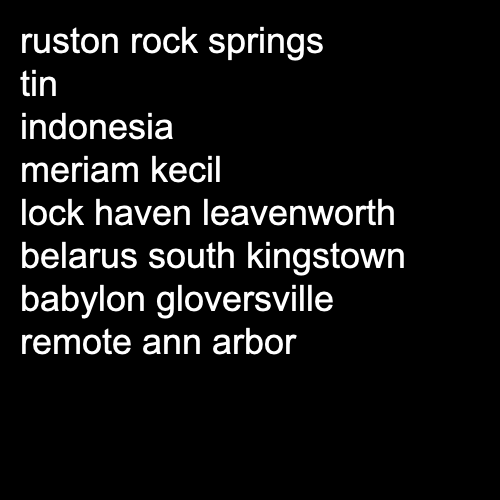 ruston rock springs
tin
indonesia
meriam kecil
lock haven leavenworth
belarus south kingstown
babylon gloversville
remote ann arbor